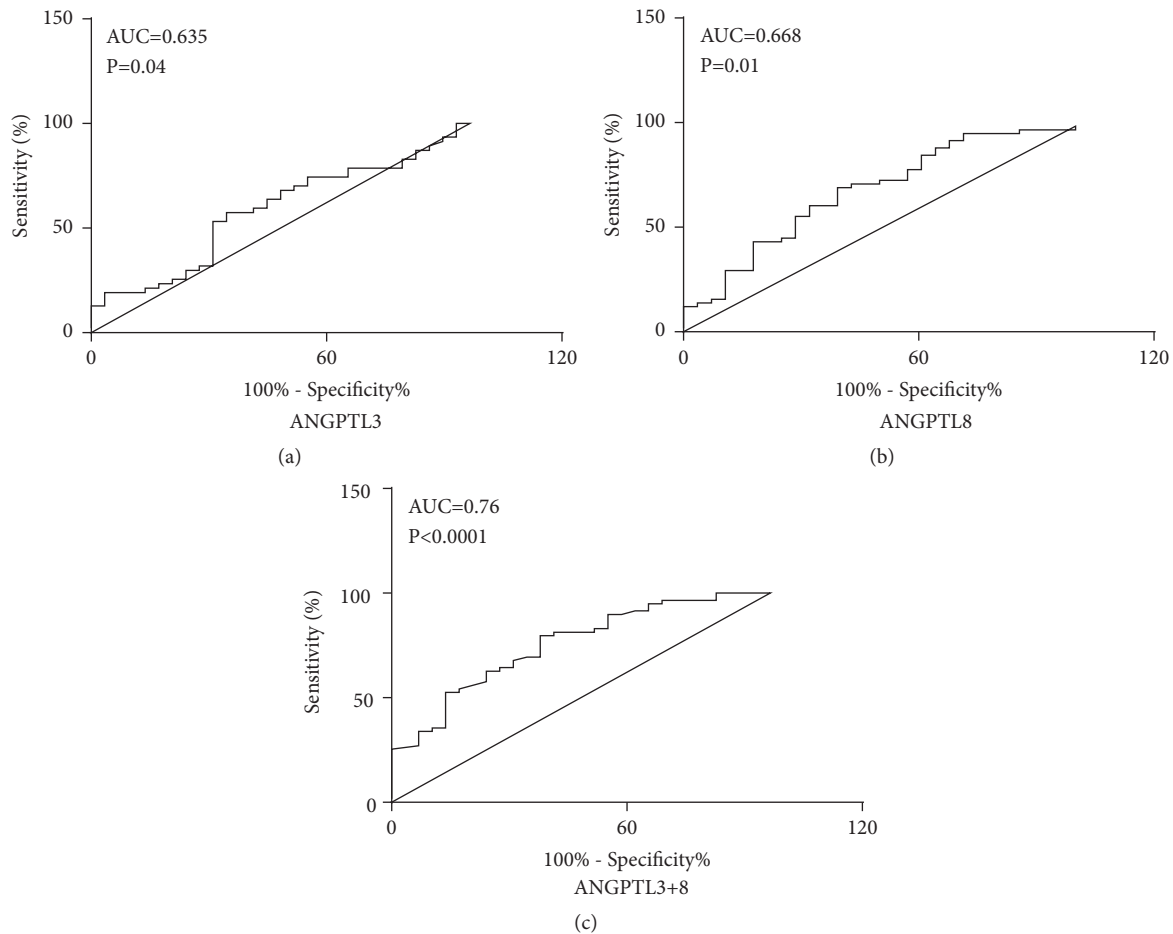 150
100
50
0
Sensitivity (%)
AUC=0.635
P=0.04
0
60
120
100% - Specificity%
ANGPTL3
(a)
150
100
50
0
Sensitivity (%)
AUC=0.668
P=0.01
0
60
120
100% - Specificity%
ANGPTL8
(b)
150
100
50
0
Sensitivity (%)
AUC=0.76
P<0.0001
0
60
120
100% - Specificity%
ANGPTL3+8
(c)